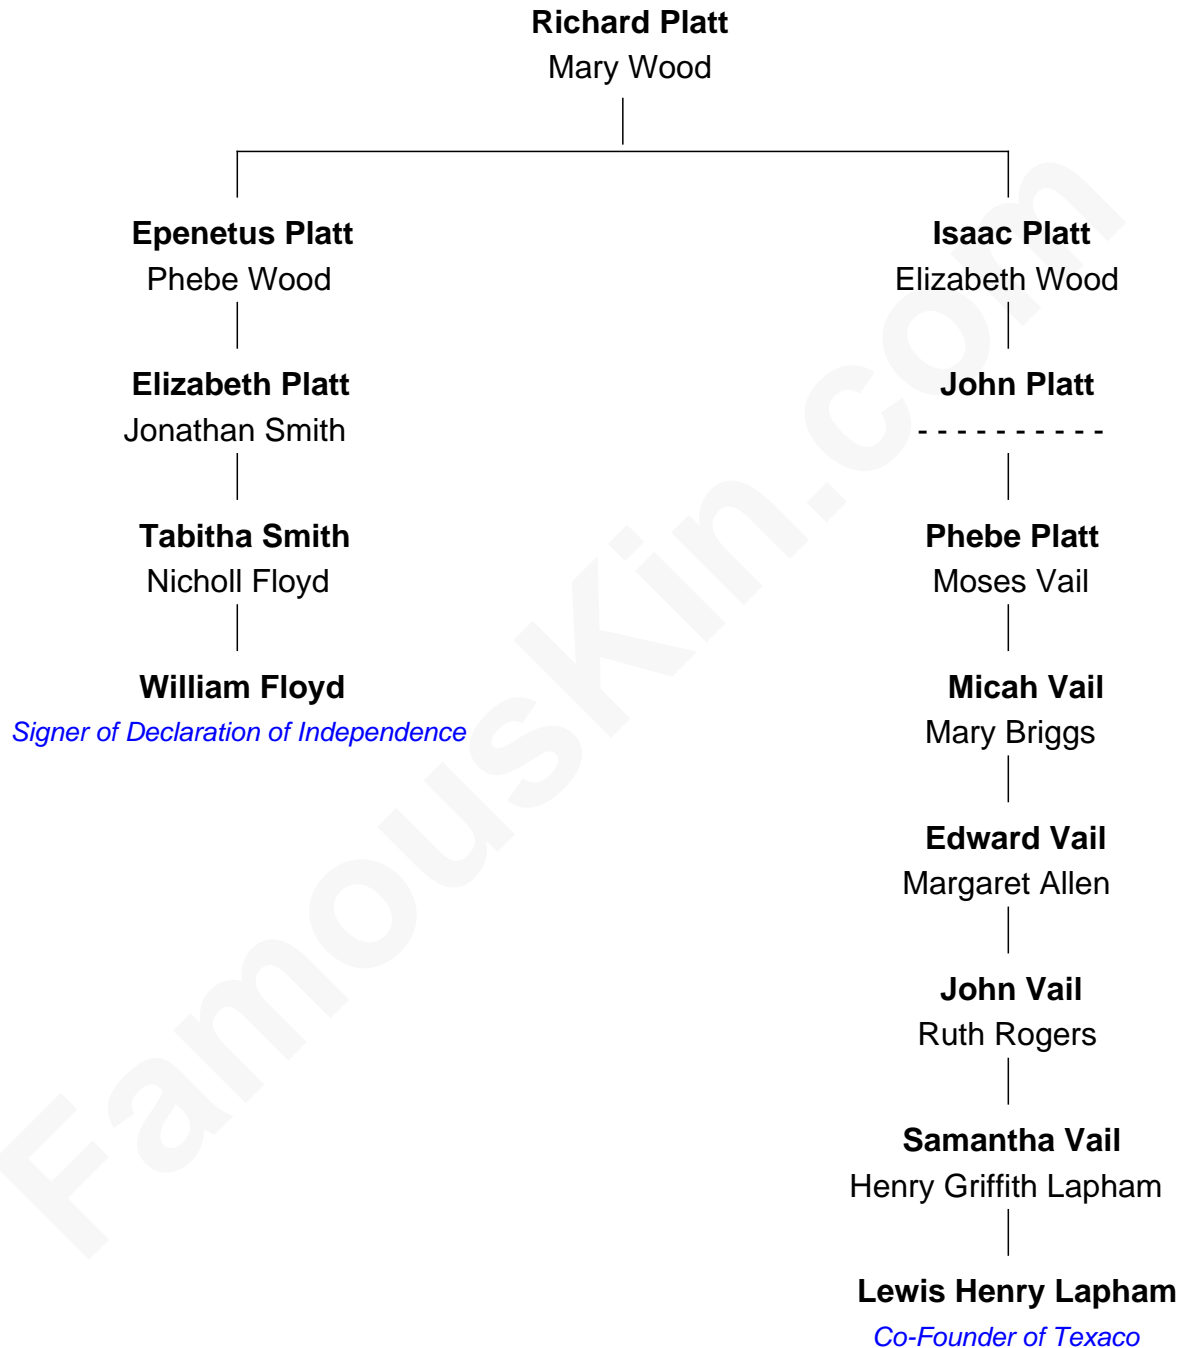 Richard Platt
Mary Wood
Epenetus Platt
Phebe Wood
Isaac Platt
Elizabeth Wood
Elizabeth Platt
Jonathan Smith
John Platt
- - - - - - - - - -
Tabitha Smith
Nicholl Floyd
Phebe Platt
Moses Vail
William Floyd
Signer of Declaration of Independence
Micah Vail
Mary Briggs
Edward Vail
Margaret Allen
John Vail
Ruth Rogers
Samantha Vail
Henry Griffith Lapham
Lewis Henry Lapham
Co-Founder of Texaco
FamousKin.com